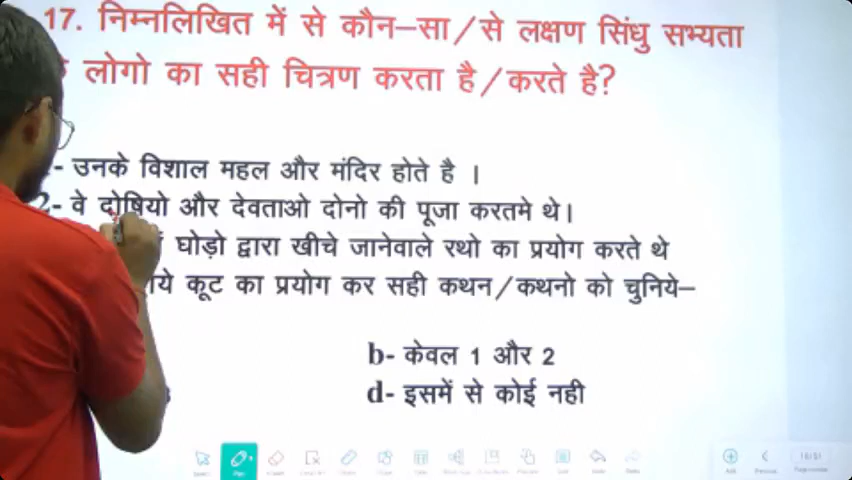 17. निम्नलिखित में से कौन–सा/से लक्षण सिंधु सभ्यता
लोगो का सही चित्रण करता है/करते है?
- उनके विशाल महल और मंदिर होते है ।
2- वे दोषियो और देवताओ दोनो की पूजा करतमे थे।
घोड़ो द्वारा खीचे जानेवाले रथो का प्रयोग करते थे
कूट का प्रयोग कर सही कथन/कथनो को चुनिये–
b- केवल 1 और 2
d- इसमें से कोई नही